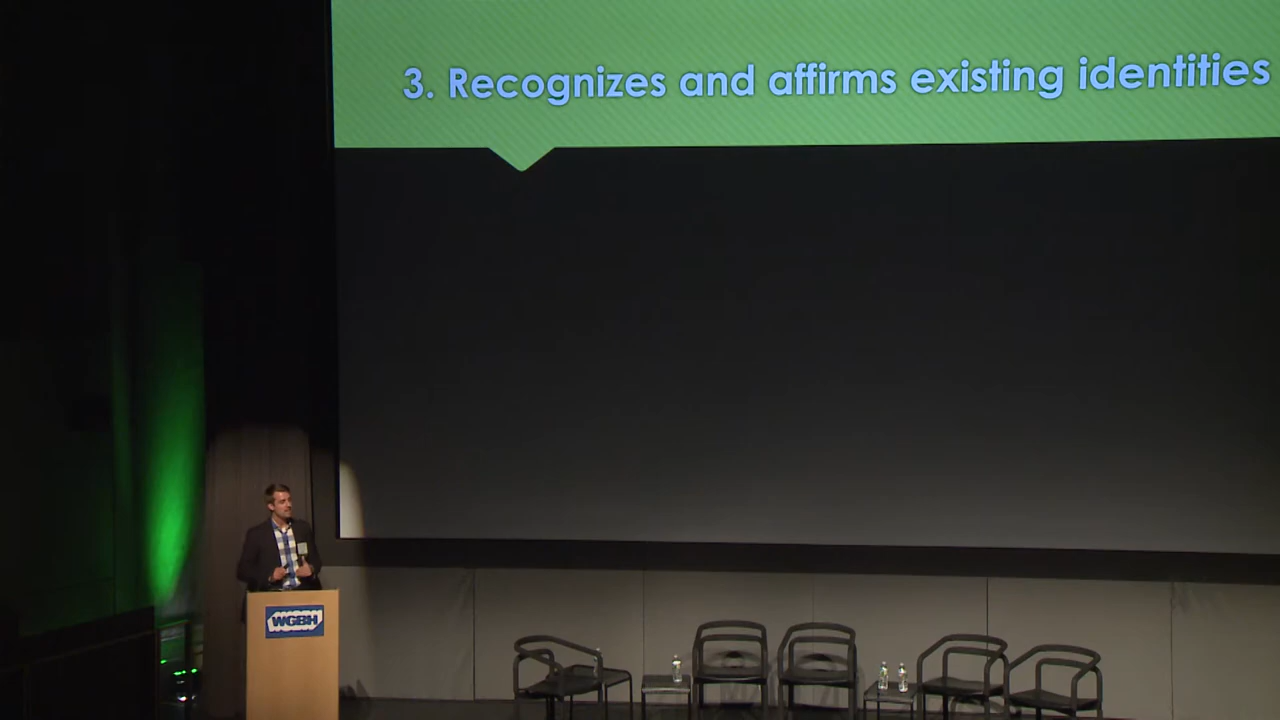 3. Recognizes and affirms existing identities
WGBH